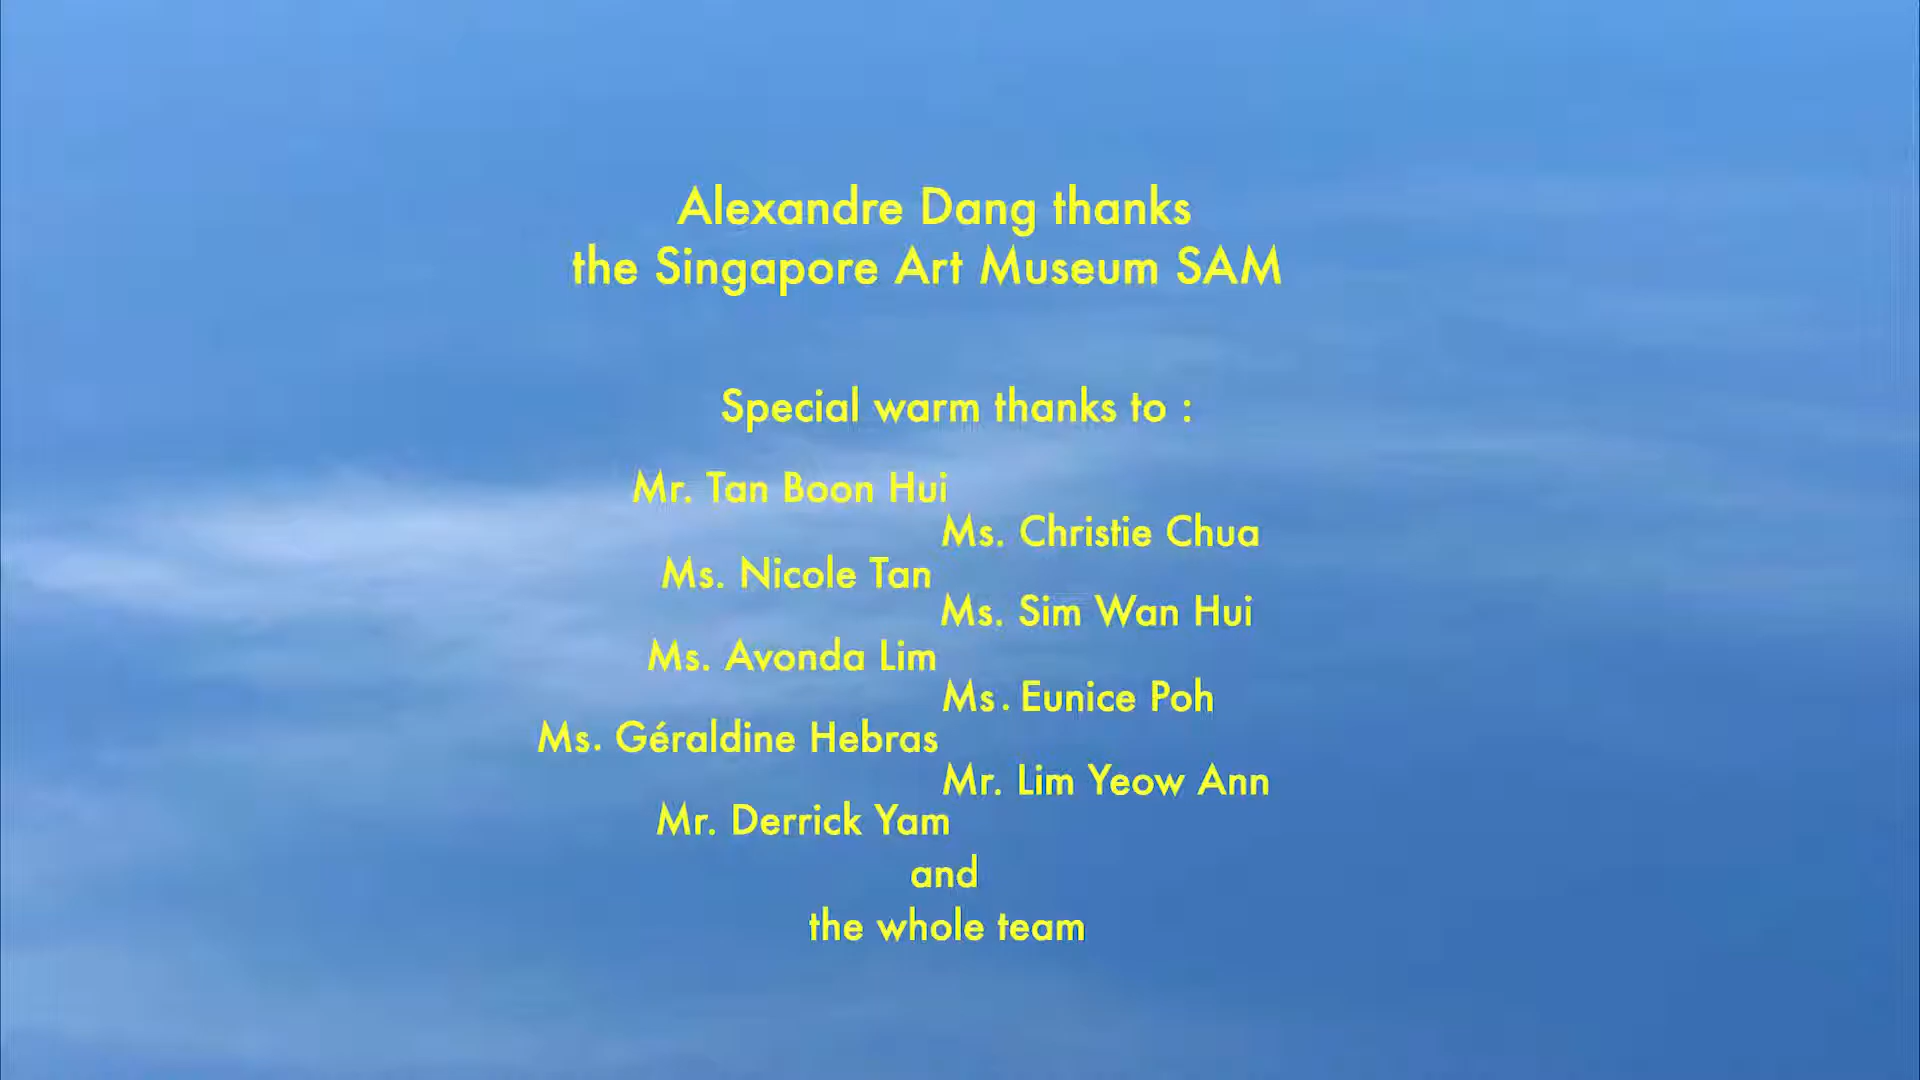 Alexandre Dang thanks
the Singapore Art Museum SAM
Special warm thanks to :
Mr. Tan Boon Hui
Ms. Christie Chua
Ms. Nicole Tan
Ms. Sim Wan Hui
Ms. Avonda Lim
Ms. Eunice Poh
Ms. Géraldine Hebras
Mr. Lim Yeow Ann
Mr. Derrick Yam
and
the whole team